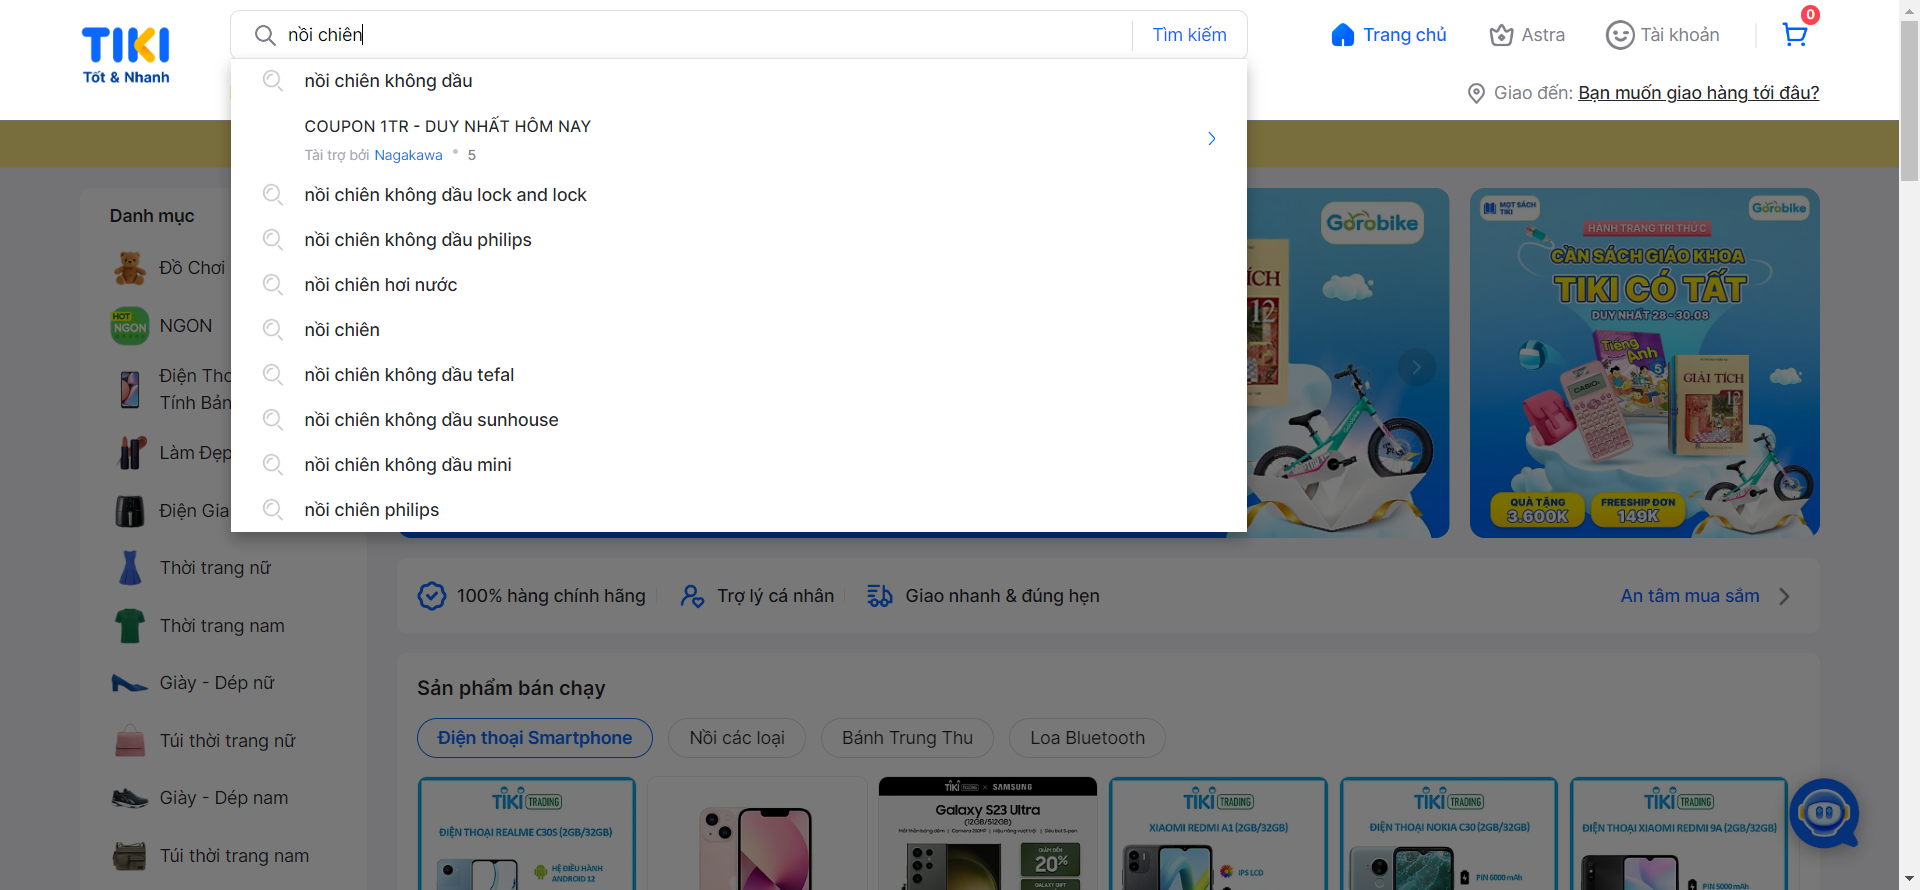 TIKI
Tốt & Nhanh
nồi chiên
Tìm kiếm
Trang chủ
Astra
Tài khoản
0
Giao đến: Bạn muốn giao hàng tới đâu?
nồi chiên không dầu
COUPON 1TR - DUY NHẤT HÔM NAY
Tài trợ bởi Nagakawa 5
nồi chiên không dầu lock and lock
nồi chiên không dầu philips
nồi chiên hơi nước
nồi chiên
nồi chiên không dầu tefal
nồi chiên không dầu sunhouse
nồi chiên không dầu mini
nồi chiên philips
Danh mục
Đồ Chơi
HOT
NGON
NGON
Điện Tho
Tính Bản
Làm Đẹp
Điện Gia
Thời trang nữ
Thời trang nam
Giày - Dép nữ
Túi thời trang nữ
Giày - Dép nam
Túi thời trang nam
Gorobike
ÍCH
12
MỌT SÁCH
TIKI
Gorobike
HÀNH TRANG TRI THỨC
CẦN SÁCH GIÁO KHOA
TIKI CÓ TẤT
DUY NHẤT 28 - 30.08
Tiếng
Anh
5
CASIO
GIẢI TÍCH
12
QUÀ TẶNG
3.600K
FREESHIP ĐƠN
149K
100% hàng chính hãng
Trợ lý cá nhân
Giao nhanh & đúng hẹn
An tâm mua sắm
Sản phẩm bán chạy
Điện thoại Smartphone
Nồi các loại
Bánh Trung Thu
Loa Bluetooth
TIKI TRADING
ĐIỆN THOẠI REALME C30S (2GB/32GB)
HỆ ĐIỀU HÀNH
ANDROID 12
TIKI TRADING × SAMSUNG
Galaxy S23 Ultra
(12GB/512GB)
GIẢM ĐẾN
20%
GALAXY GIFT
TIKI TRADING
XIAOMI REDMI A1 (2GB/32GB)
IPS LCD
TIKI TRADING
ĐIỆN THOẠI NOKIA C30 (2GB/32GB)
PIN 6000 mAh
TIKI TRADING
ĐIỆN THOẠI XIAOMI REDMI 9A (2GB/32GB)
PIN 5000 mAh